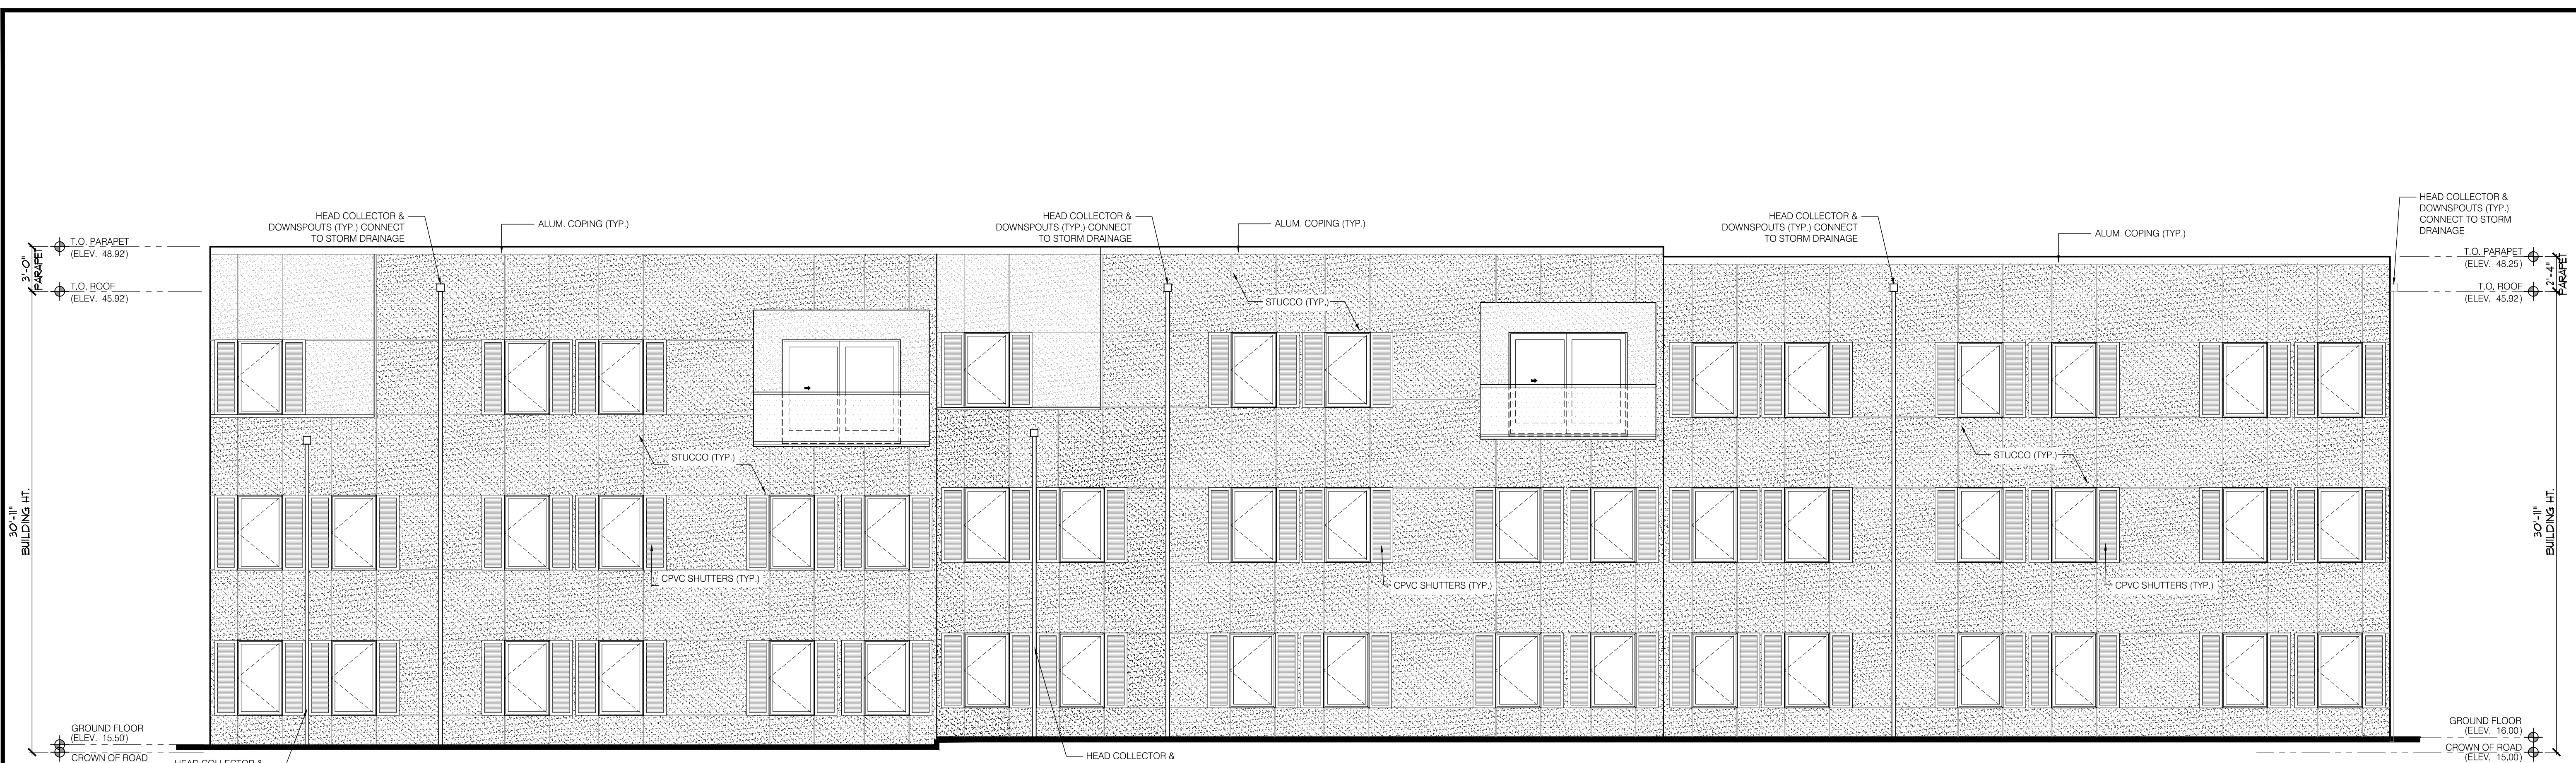 HEAD COLLECTOR &
DOWNSPOUTS (TYP.) CONNECT
TO STORM DRAINAGE
ALUM. COPING (TYP.)
HEAD COLLECTOR &
DOWNSPOUTS (TYP.) CONNECT
TO STORM DRAINAGE
ALUM. COPING (TYP.)
HEAD COLLECTOR &
DOWNSPOUTS (TYP.) CONNECT
TO STORM DRAINAGE
ALUM. COPING (TYP.)
HEAD COLLECTOR &
DOWNSPOUTS (TYP.)
CONNECT TO STORM
DRAINAGE
T.O. PARAPET
(ELEV. 48.92')
3'-0"
PARAPET
T.O. ROOF
(ELEV. 45.92')
T.O. PARAPET
(ELEV. 48.25')
2'-4"
PARAPET
T.O. ROOF
(ELEV. 45.92')
STUCCO (TYP.)
STUCCO (TYP.)
STUCCO (TYP.)
30'-11"
BUILDING HT.
30'-11"
BUILDING HT.
CPVC SHUTTERS (TYP.)
CPVC SHUTTERS (TYP.)
CPVC SHUTTERS (TYP.)
GROUND FLOOR
(ELEV. 15.50')
CROWN OF ROAD
HEAD COLLECTOR &
HEAD COLLECTOR &
GROUND FLOOR
(ELEV. 16.00')
CROWN OF ROAD
(ELEV. 15.00')